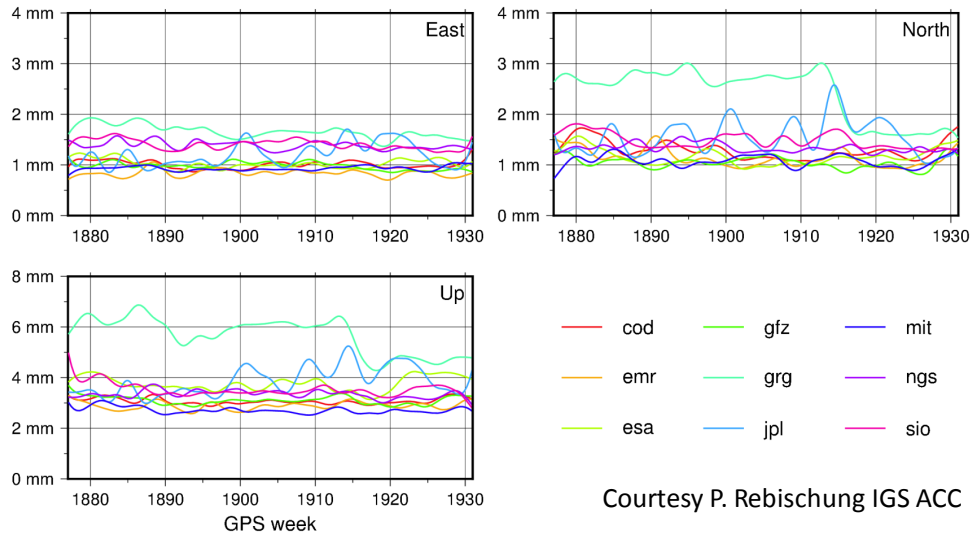 4 mm
3 mm
2 mm
1 mm
0 mm
East
1880 1890 1900 1910 1920 1930
4 mm
3 mm
2 mm
1 mm
0 mm
North
1880 1890 1900 1910 1920 1930
8 mm
6 mm
4 mm
2 mm
0 mm
Up
1880 1890 1900 1910 1920 1930
GPS week
cod gfz mit
emr grg ngs
esa jpl sio
Courtesy P. Rebischung IGS ACC